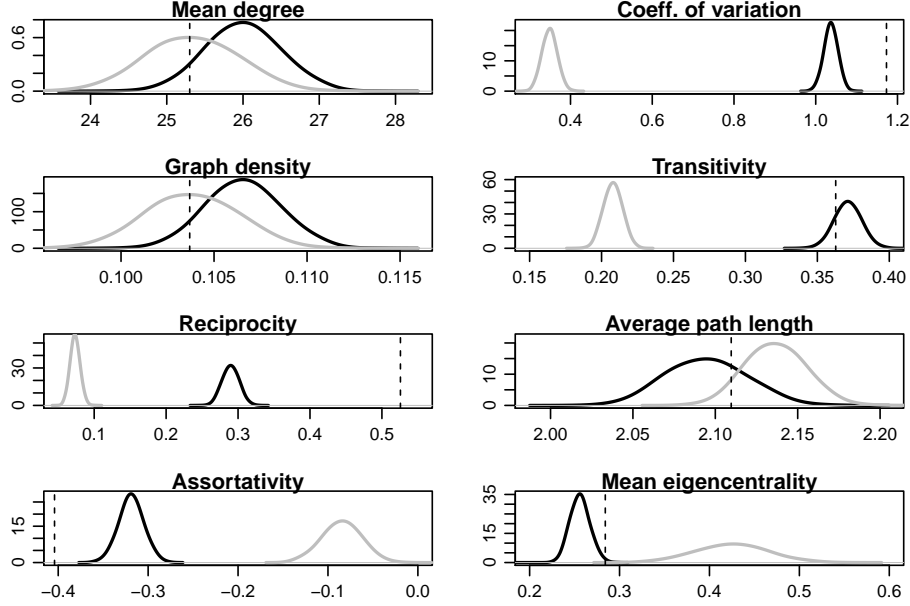 Mean degree
0.0 0.6
24 25 26 27 28
Coeff. of variation
0 10
0.4 0.6 0.8 1.0 1.2
Graph density
0 100
0.100 0.105 0.110 0.115
Transitivity
0 30 60
0.15 0.20 0.25 0.30 0.35 0.40
Reciprocity
0 30
0.1 0.2 0.3 0.4 0.5
Average path length
0 10
2.00 2.05 2.10 2.15 2.20
Assortativity
0 15
−0.4 −0.3 −0.2 −0.1 0.0
Mean eigencentrality
0 15 35
0.2 0.3 0.4 0.5 0.6